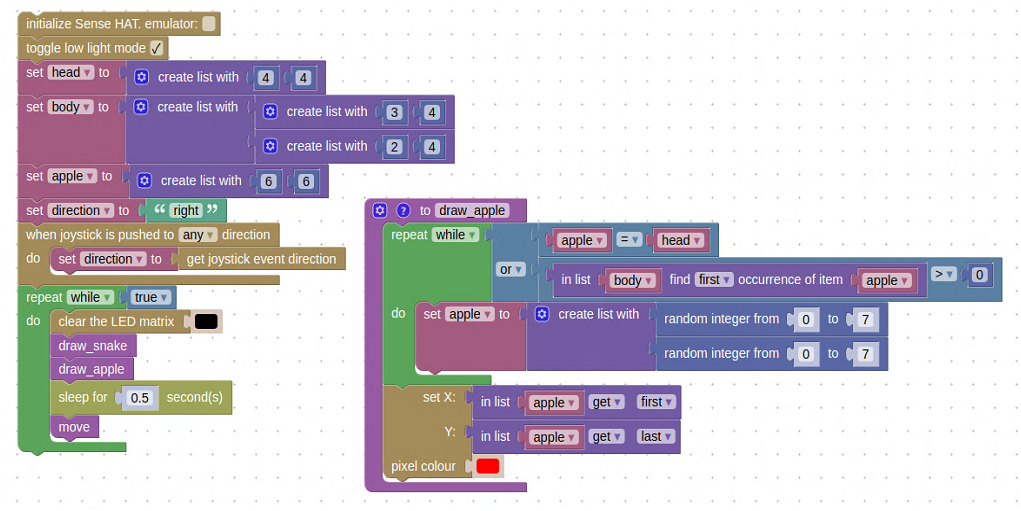 initialize Sense HAT. emulator:
toggle low light mode ✓
set head ▾ to create list with 4 4
set body ▾ to create list with create list with 3 4
create list with 2 4
set apple ▾ to create list with 6 6
set direction ▾ to “ right ”
when joystick is pushed to any ▾ direction
do set direction ▾ to get joystick event direction
repeat while ▾ true ▾
do clear the LED matrix
draw_snake
draw_apple
sleep for 0.5 second(s)
move
? to draw_apple
repeat while ▾ apple ▾ = ▾ head ▾
or ▾
in list body ▾ find first ▾ occurrence of item apple ▾ > ▾ 0
do set apple ▾ to create list with random integer from 0 to 7
random integer from 0 to 7
set X: in list apple ▾ get ▾ first ▾
Y: in list apple ▾ get ▾ last ▾
pixel colour